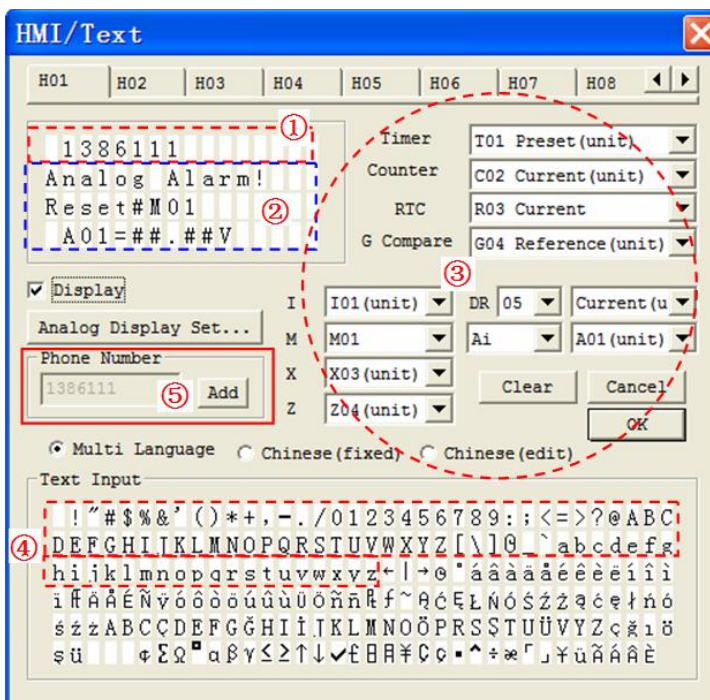 HMI/Text
H01 H02 H03 H04 H05 H06 H07 H08
①
1386111
Analog Alarm!
Reset#M01
②
A01=##.##V
Timer T01 Preset(unit)
Counter C02 Current(unit)
RTC R03 Current
G Compare G04 Reference(unit)
③
Display
Analog Display Set...
I I01(unit) DR 05 Current(u
M M01 Ai A01(unit)
X X03(unit) Clear Cancel
Z Z04(unit) OK
Phone Number
1386111 ⑤ Add
Multi Language Chinese(fixed) Chinese(edit)
Text Input
④
!"#$%&'()*+,-./0123456789:;<=>?@ABC
DEFGHIJKLMNOPQRSTUVWXYZ[\]
_`abcdefg
hijklmnopqrstuvwxyz